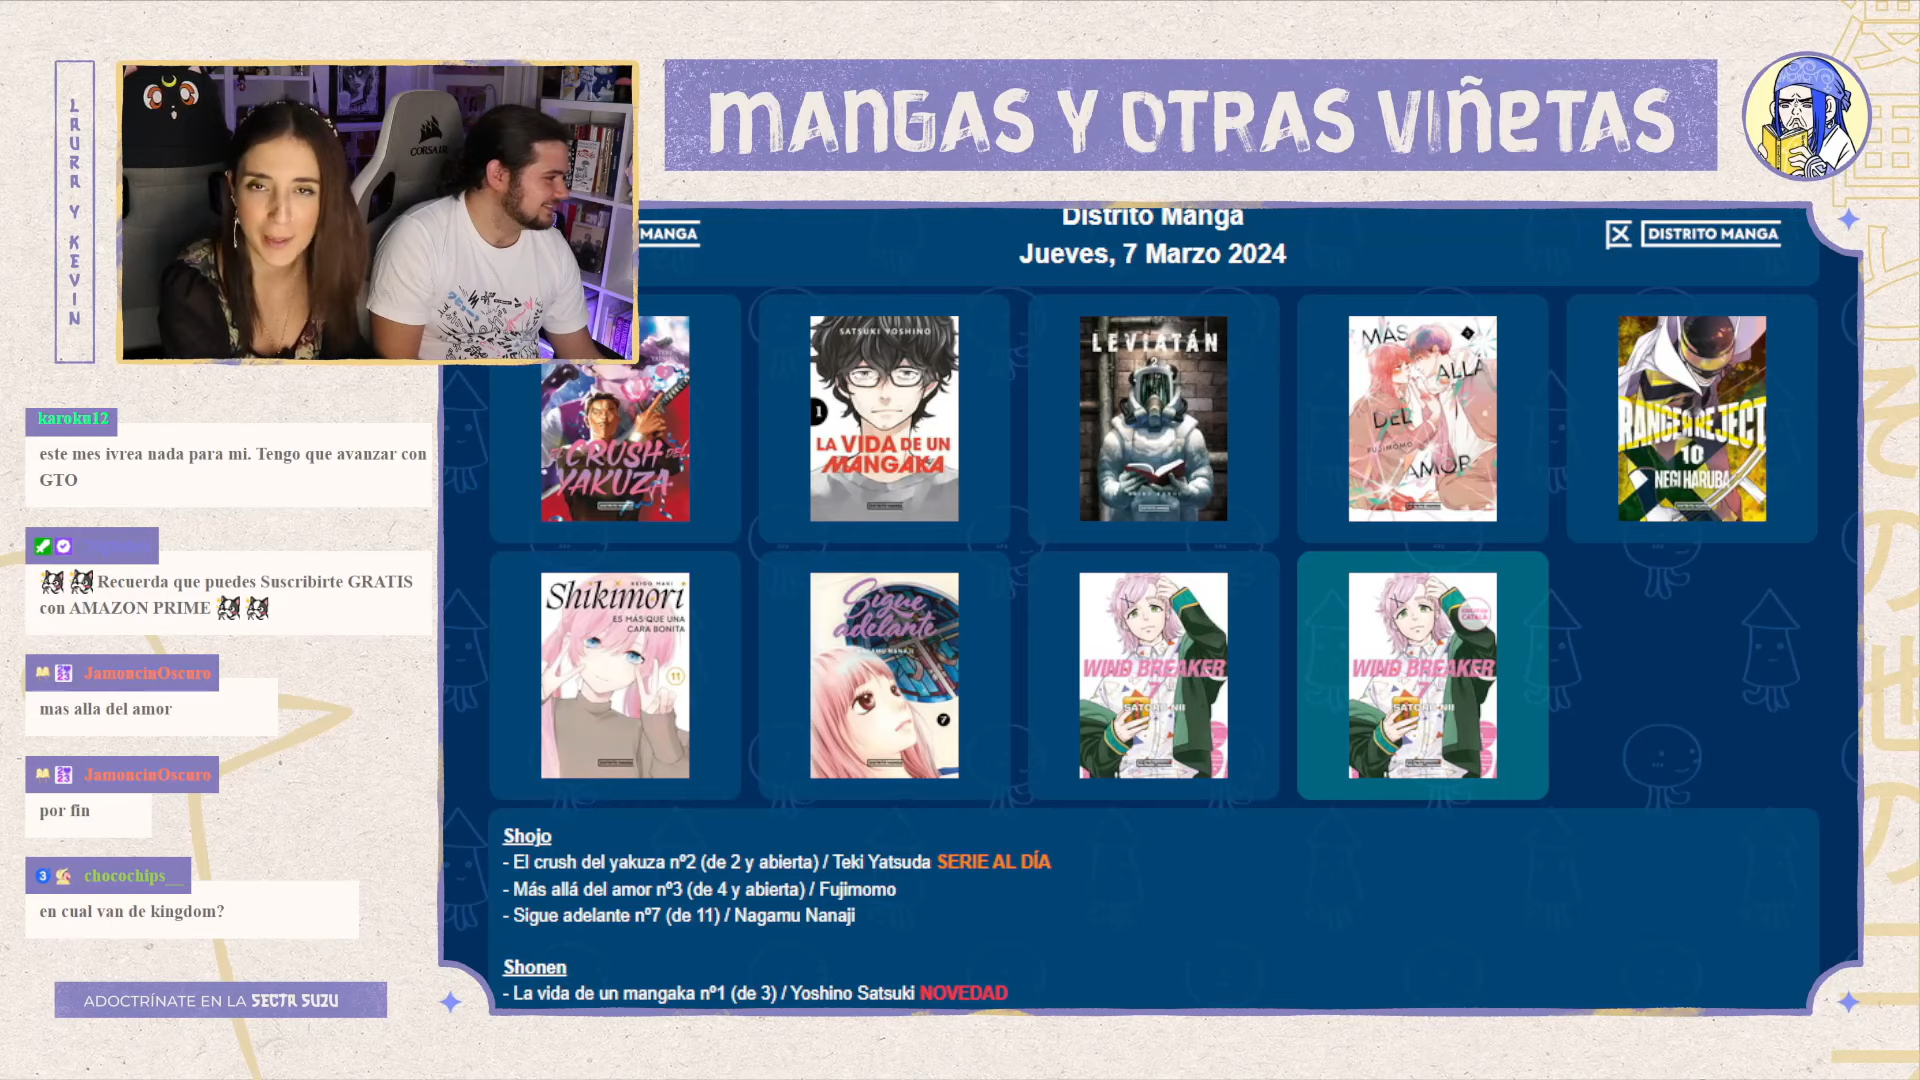 LAURA Y KEVIN
CORSAIR
MANGAS Y OTRAS VIÑETAS
MANGA
Distrito Manga
Jueves, 7 Marzo 2024
DISTRITO MANGA
CRUSH DEL
YAKUZA
SATSUKI YOSHINO
1
LA VIDA DE UN
MANGAKA
LEVIATÁN
2
MÁS
ALLÁ
DEL
FUJIMOMO
AMOR
RANGER REJECT
10
NEGI HARUBA
KEIGO MAKI
Shikimori
ES MÁS QUE UNA
CARA BONITA
11
Sigue
adelante
NAGAMU NANAJI
7
WIND BREAKER
7
SATORU NII
WIND BREAKER
7
SATORU NII
karoku12
este mes ivrea nada para mi. Tengo que avanzar con
GTO
Recuerda que puedes Suscribirte GRATIS
con AMAZON PRIME
JamoncinOscuro
mas alla del amor
JamoncinOscuro
por fin
3 chocochips__
en cual van de kingdom?
ADOCTRÍNATE EN LA SECTA SUZU
Shojo
- El crush del yakuza nº2 (de 2 y abierta) / Teki Yatsuda SERIE AL DÍA
- Más allá del amor nº3 (de 4 y abierta) / Fujimomo
- Sigue adelante nº7 (de 11) / Nagamu Nanaji
Shonen
- La vida de un mangaka nº1 (de 3) / Yoshino Satsuki NOVEDAD